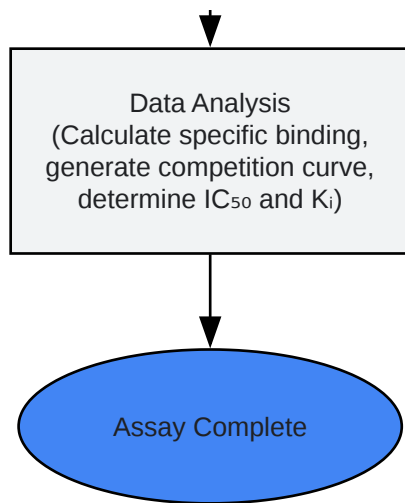 Data Analysis
(Calculate specific binding,
generate competition curve,
determine IC₅₀ and Kᵢ)
Assay Complete